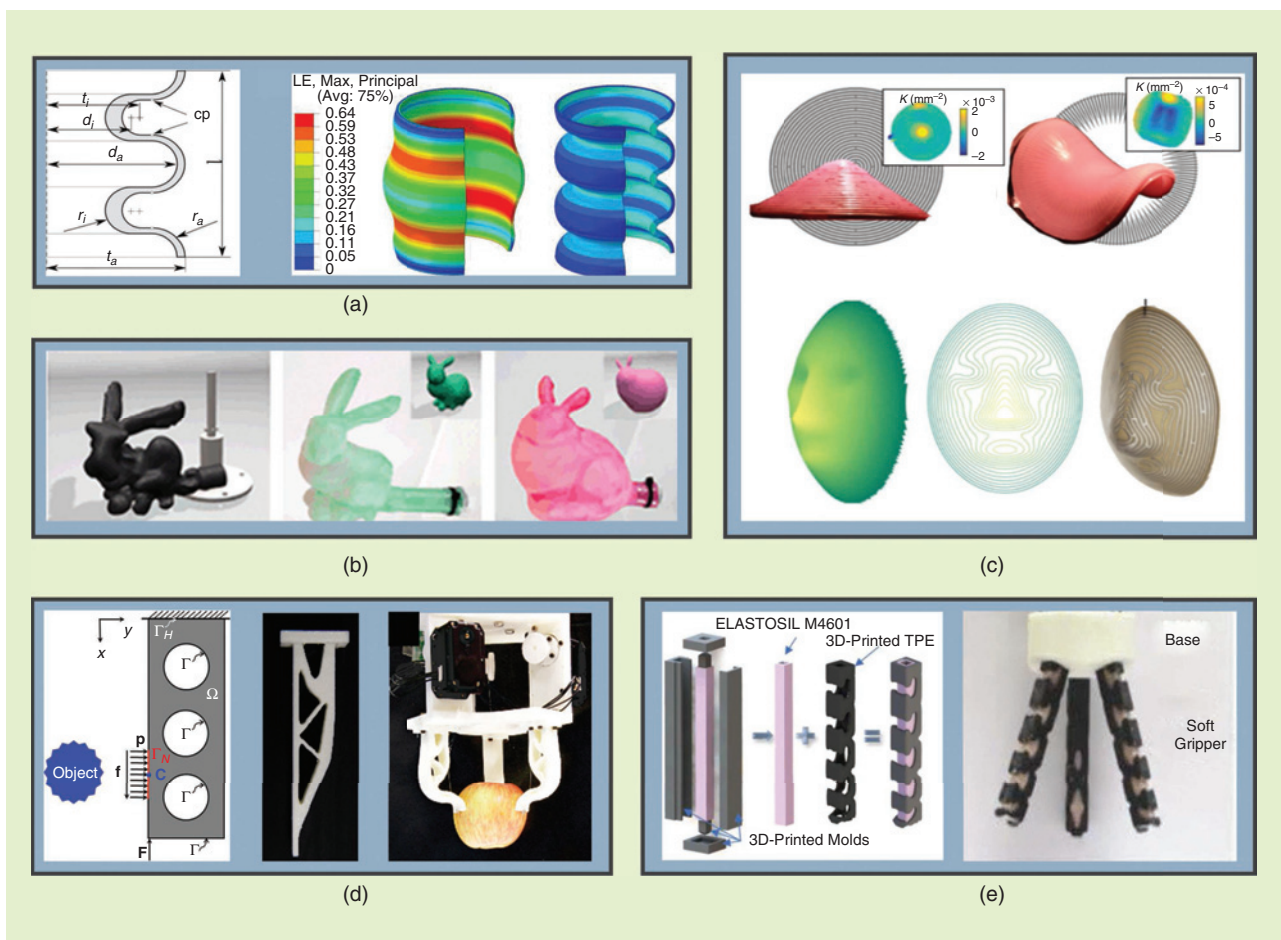 t_i
d_i
d_a
r_i
r_a
t_a
cp
l
LE, Max, Principal
(Avg: 75%)
0.64
0.59
0.53
0.48
0.43
0.37
0.32
0.27
0.21
0.16
0.11
0.05
0
(a)
(b)
K (mm⁻²)
× 10⁻³
2
0
−2
K (mm⁻²)
× 10⁻⁴
5
0
−5
(c)
y
x
Γ_H
Γ
Ω
Γ
Γ
p
Γ_N
C
f
Object
F
Γ
(d)
ELASTOSIL M4601
3D-Printed TPE
3D-Printed Molds
Base
Soft
Gripper
(e)